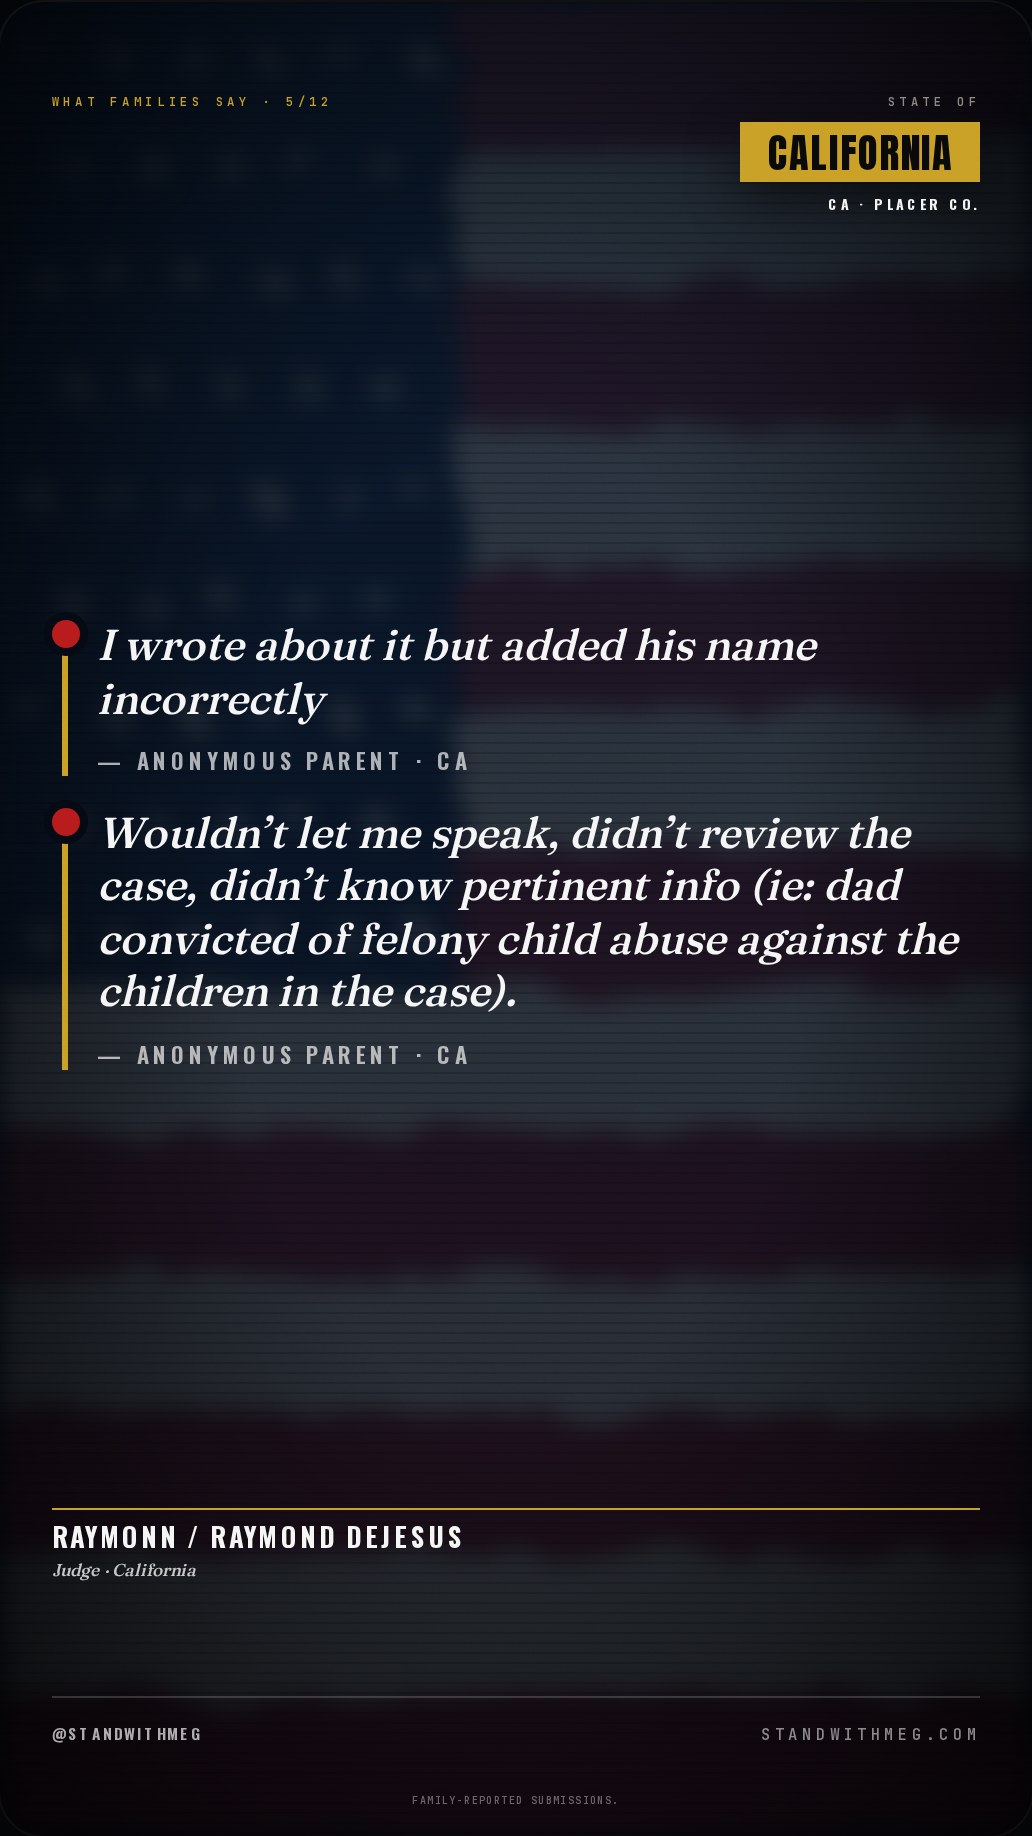 WHAT FAMILIES SAY · 5/12
STATE OF
CALIFORNIA
CA · PLACER CO.
I wrote about it but added his name
incorrectly
— ANONYMOUS PARENT · CA
Wouldn’t let me speak, didn’t review the
case, didn’t know pertinent info (ie: dad
convicted of felony child abuse against the
children in the case).
— ANONYMOUS PARENT · CA
RAYMONN / RAYMOND DEJESUS
Judge · California
@STANDWITHMEG
STANDWITHMEG.COM
FAMILY-REPORTED SUBMISSIONS.